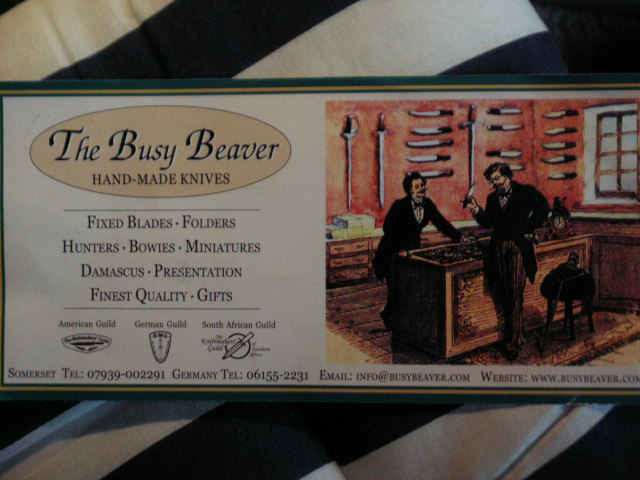 The Busy Beaver
HAND-MADE KNIVES
FIXED BLADES · FOLDERS
HUNTERS · BOWIES · MINIATURES
DAMASCUS · PRESENTATION
FINEST QUALITY · GIFTS
American Guild German Guild South African Guild
SOMERSET TEL: 07939-002291 GERMANY TEL: 06155-2231 EMAIL: INFO@BUSYBEAVER.COM WEBSITE: WWW.BUSYBEAVER.COM